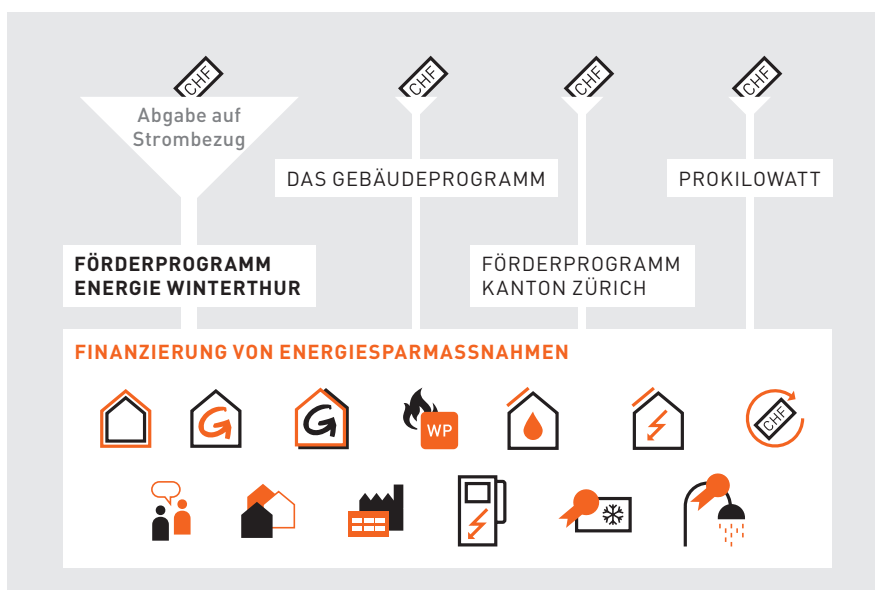 CHF
CHF
CHF
CHF
Abgabe auf
Strombezug
DAS GEBÄUDEPROGRAMM
PROKILOWATT
FÖRDERPROGRAMM
ENERGIE WINTERTHUR
FÖRDERPROGRAMM
KANTON ZÜRICH
FINANZIERUNG VON ENERGIESPARMASSNAHMEN
G
G
WP
CHF